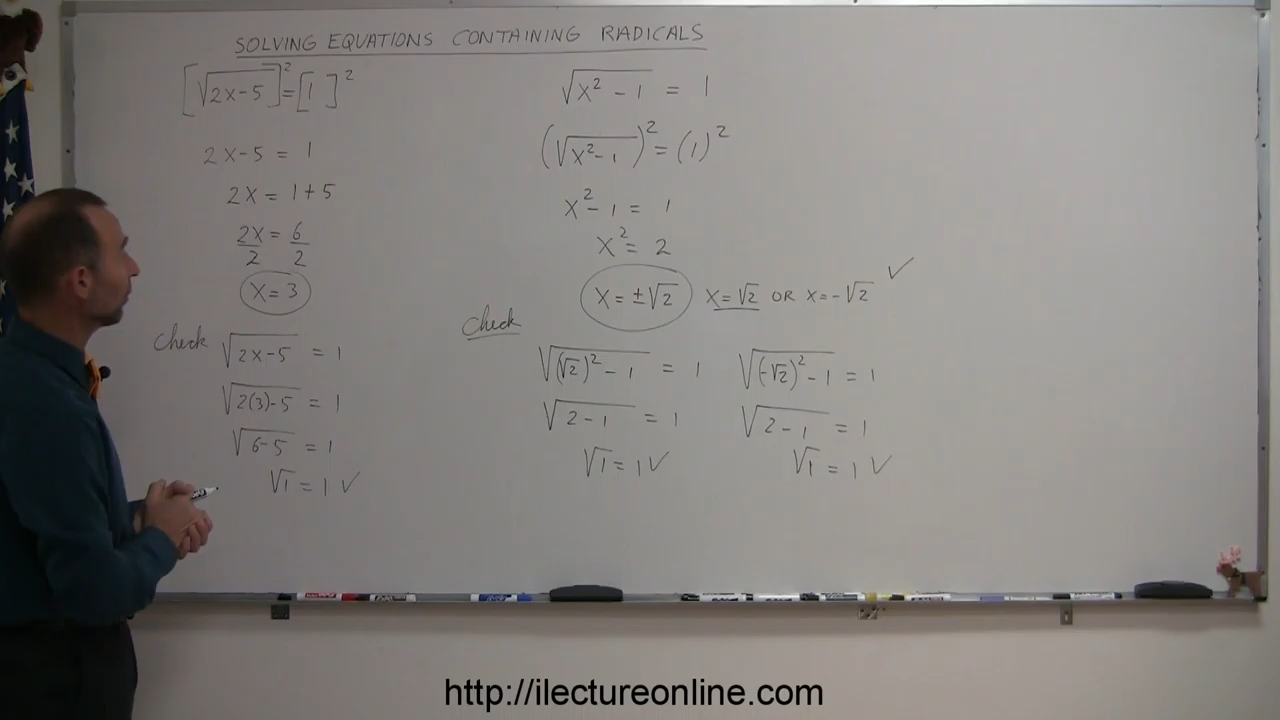 SOLVING EQUATIONS CONTAINING RADICALS
[√(2x-5)]² = [1]²
2x-5 = 1
2x = 1+5
2x/2 = 6/2
x = 3
Check √(2x-5) = 1
√(2(3)-5) = 1
√(6-5) = 1
√1 = 1 ✓
√(x² - 1) = 1
(√(x²-1))² = (1)²
x² - 1 = 1
x² = 2
x = ±√2 x = √2 OR x = -√2 ✓
Check
√((√2)² - 1) = 1
√(2-1) = 1
√1 = 1 ✓
√((-√2)² - 1) = 1
√(2-1) = 1
√1 = 1 ✓
http://ilectureonline.com